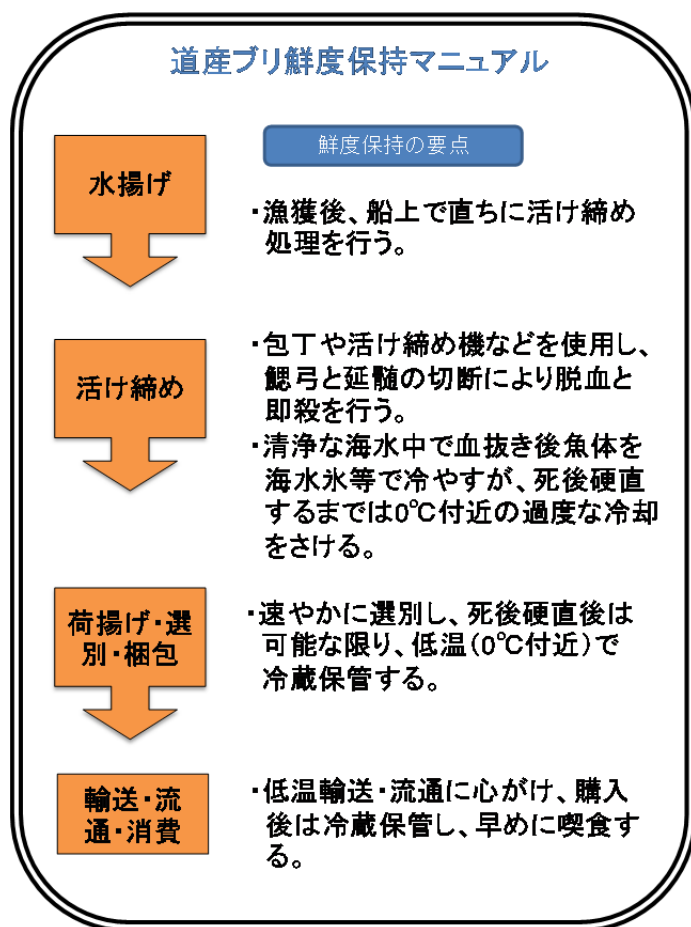 道産ブリ鮮度保持マニュアル
鮮度保持の要点
水揚げ
・漁獲後、船上で直ちに活け締め
処理を行う。
活け締め
・包丁や活け締め機などを使用し、
鰓弓と延髄の切断により脱血と
即殺を行う。
・清浄な海水中で血抜き後魚体を
海水氷等で冷やすが、死後硬直
するまでは0℃付近の過度な冷却
をさける。
荷揚げ・選
別・梱包
・速やかに選別し、死後硬直後は
可能な限り、低温(0℃付近)で
冷蔵保管する。
輸送・流
通・消費
・低温輸送・流通に心がけ、購入
後は冷蔵保管し、早めに喫食す
る。